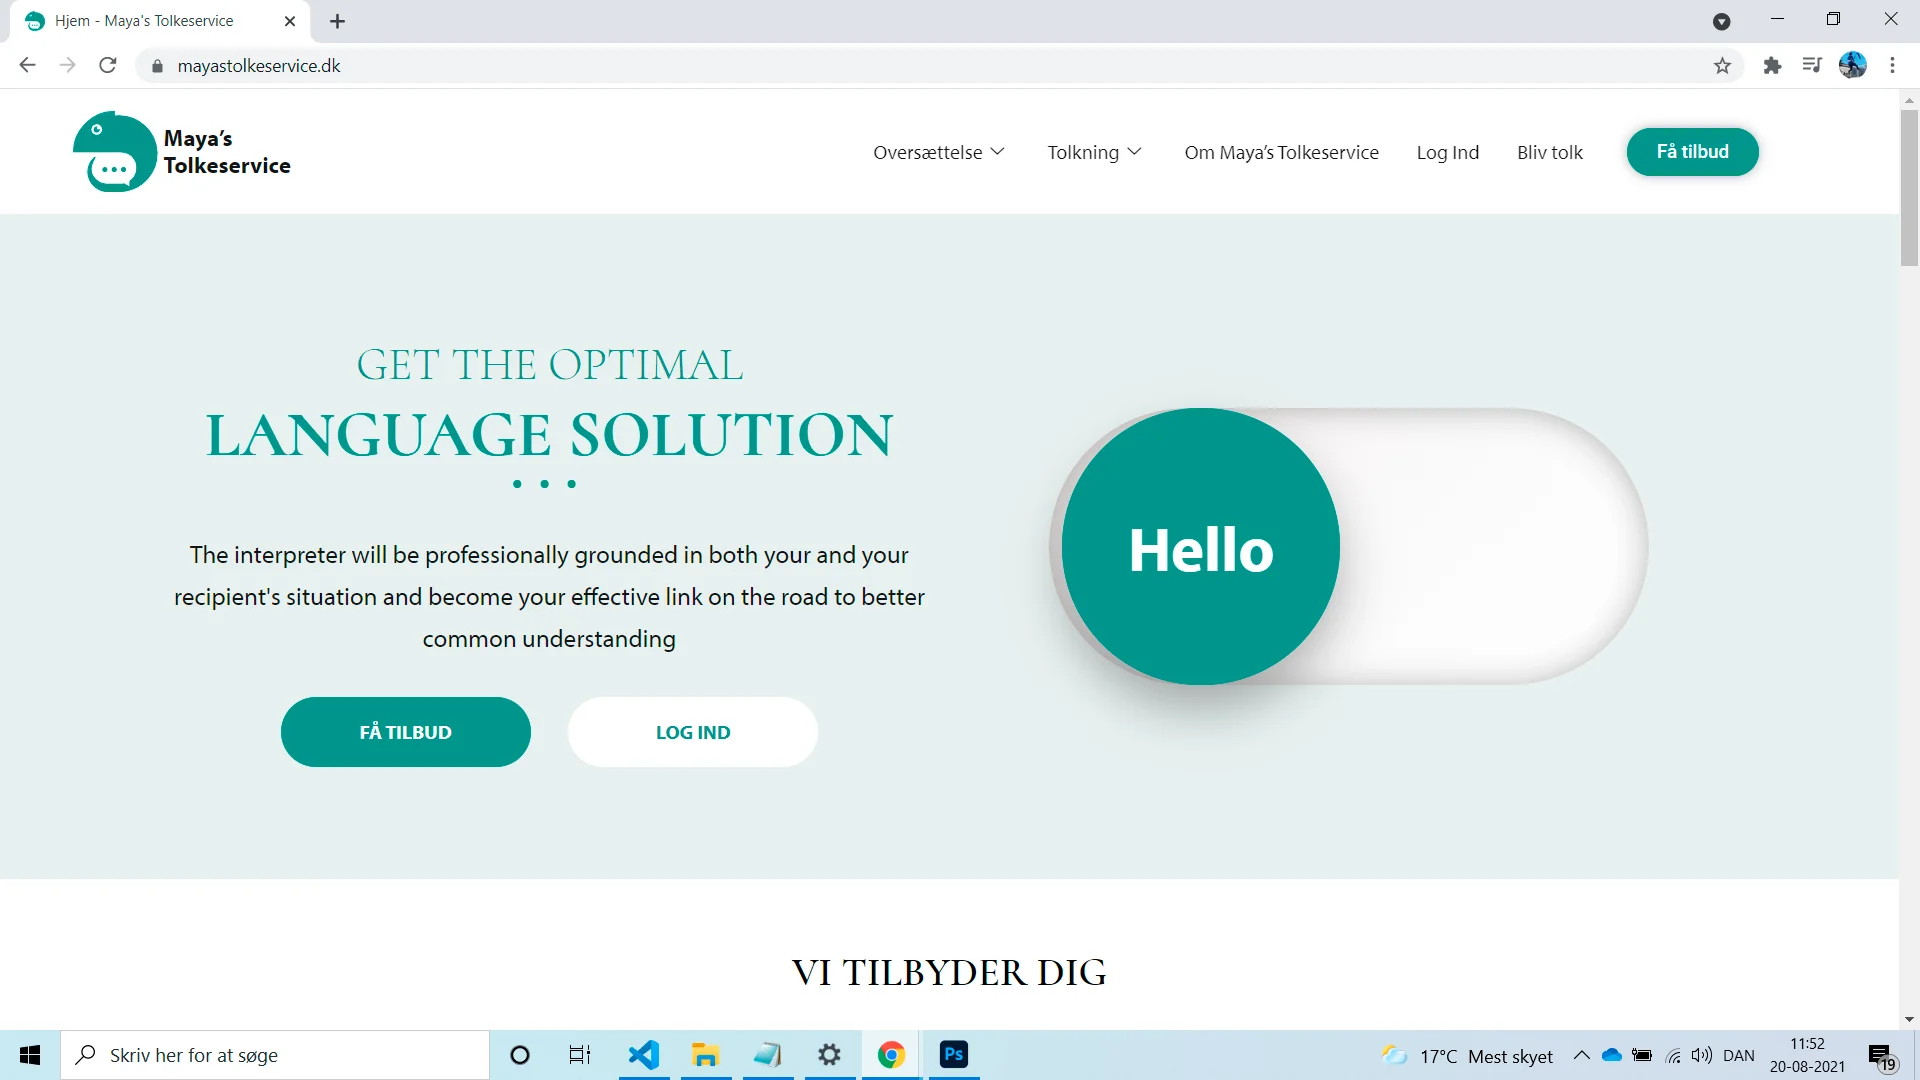 Hjem - Maya's Tolkeservice
mayastolkeservice.dk
Maya’s
Tolkeservice
Oversættelse
Tolkning
Om Maya’s Tolkeservice
Log Ind
Bliv tolk
Få tilbud
GET THE OPTIMAL
LANGUAGE SOLUTION
The interpreter will be professionally grounded in both your and your
recipient's situation and become your effective link on the road to better
common understanding
FÅ TILBUD
LOG IND
Hello
VI TILBYDER DIG
Skriv her for at søge
Ps
17°C Mest skyet
DAN
11:52
20-08-2021
19